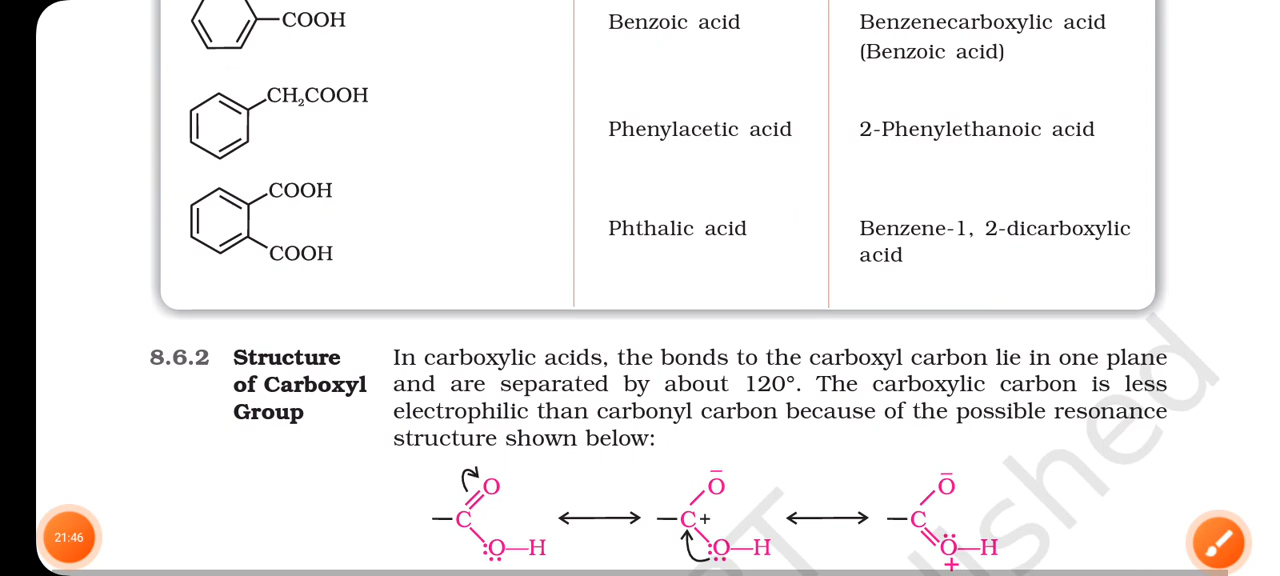 COOH Benzoic acid Benzenecarboxylic acid
(Benzoic acid)
CH₂COOH
Phenylacetic acid 2-Phenylethanoic acid
COOH
Phthalic acid Benzene-1, 2-dicarboxylic
acid
COOH
8.6.2 Structure of Carboxyl Group
In carboxylic acids, the bonds to the carboxyl carbon lie in one plane
and are separated by about 120°. The carboxylic carbon is less
electrophilic than carbonyl carbon because of the possible resonance
structure shown below:
O Ō Ō
–C –C+ –C
:Ö–H :Ö–H Ö–H
+
21:46